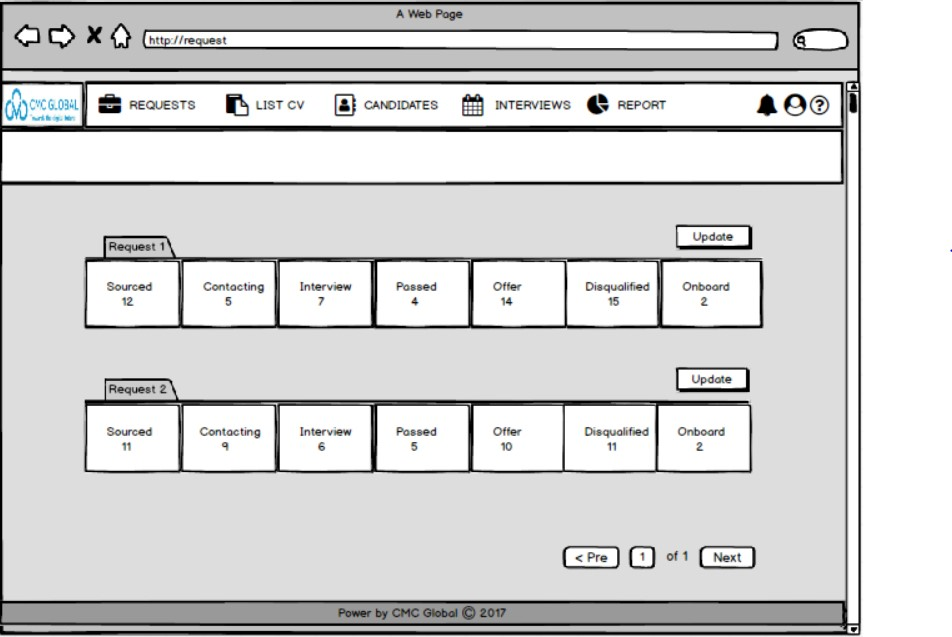 A Web Page
http://request
CMC GLOBAL
REQUESTS LIST CV CANDIDATES INTERVIEWS REPORT
Request 1 Update
Sourced Contacting Interview Passed Offer Disqualified Onboard
12 5 7 4 14 15 2
Request 2 Update
Sourced Contacting Interview Passed Offer Disqualified Onboard
11 9 6 5 10 11 2
< Pre 1 of 1 Next
Power by CMC Global © 2017